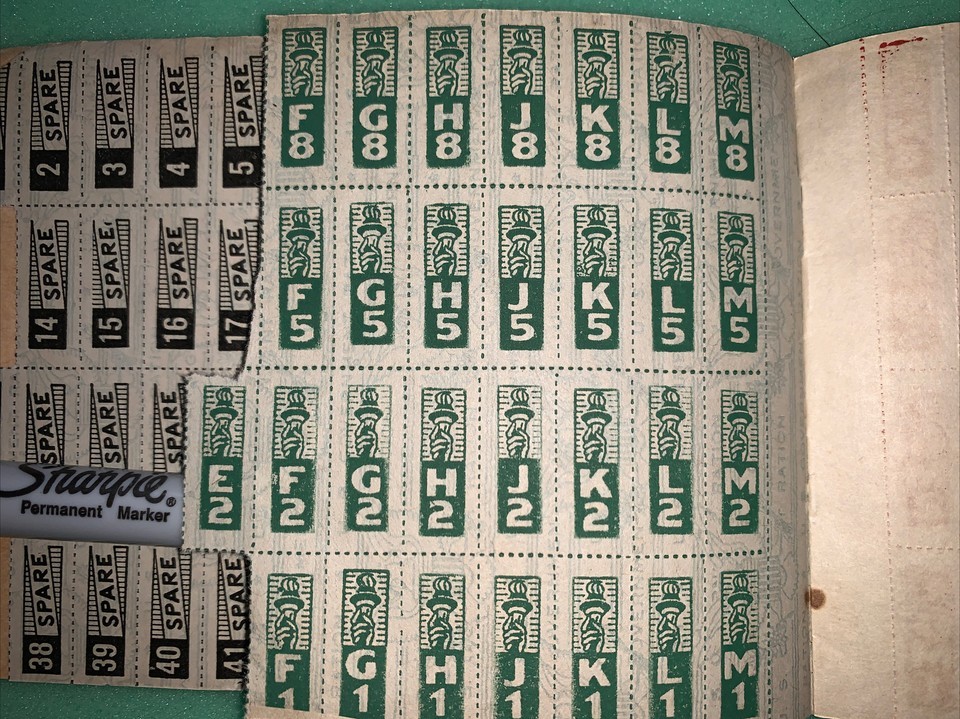 2 SPARE
3 SPARE
4 SPARE
5 SPARE
F8 G8 H8 J8 K8 L8 M8
14 SPARE
15 SPARE
16 SPARE
17 SPARE
F5 G5 H5 J5 K5 L5 M5
SPARE
SPARE
SPARE
E2 F2 G2 H2 J2 K2 L2 M2
Sharpie®
Permanent Marker
38 SPARE
39 SPARE
40 SPARE
41 SPARE
F1 G1 H1 J1 K1 L1 M1
RATION